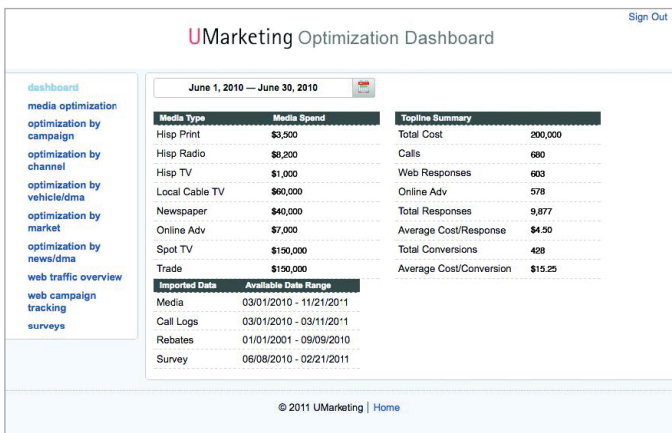 Sign Out
UMarketing Optimization Dashboard
dashboard
media optimization
optimization by
campaign
optimization by
channel
optimization by
vehicle/dma
optimization by
market
optimization by
news/dma
web traffic overview
web campaign
tracking
surveys
June 1, 2010 — June 30, 2010
Media Type Media Spend
Hisp Print $3,500
Hisp Radio $8,200
Hisp TV $1,000
Local Cable TV $60,000
Newspaper $40,000
Online Adv $7,000
Spot TV $150,000
Trade $150,000
Imported Data Available Date Range
Media 03/01/2010 - 11/21/2011
Call Logs 03/01/2010 - 03/11/2011
Rebates 01/01/2001 - 09/09/2010
Survey 06/08/2010 - 02/21/2011
Topline Summary
Total Cost 200,000
Calls 680
Web Responses 603
Online Adv 578
Total Responses 9,877
Average Cost/Response $4.50
Total Conversions 428
Average Cost/Conversion $15.25
© 2011 UMarketing | Home